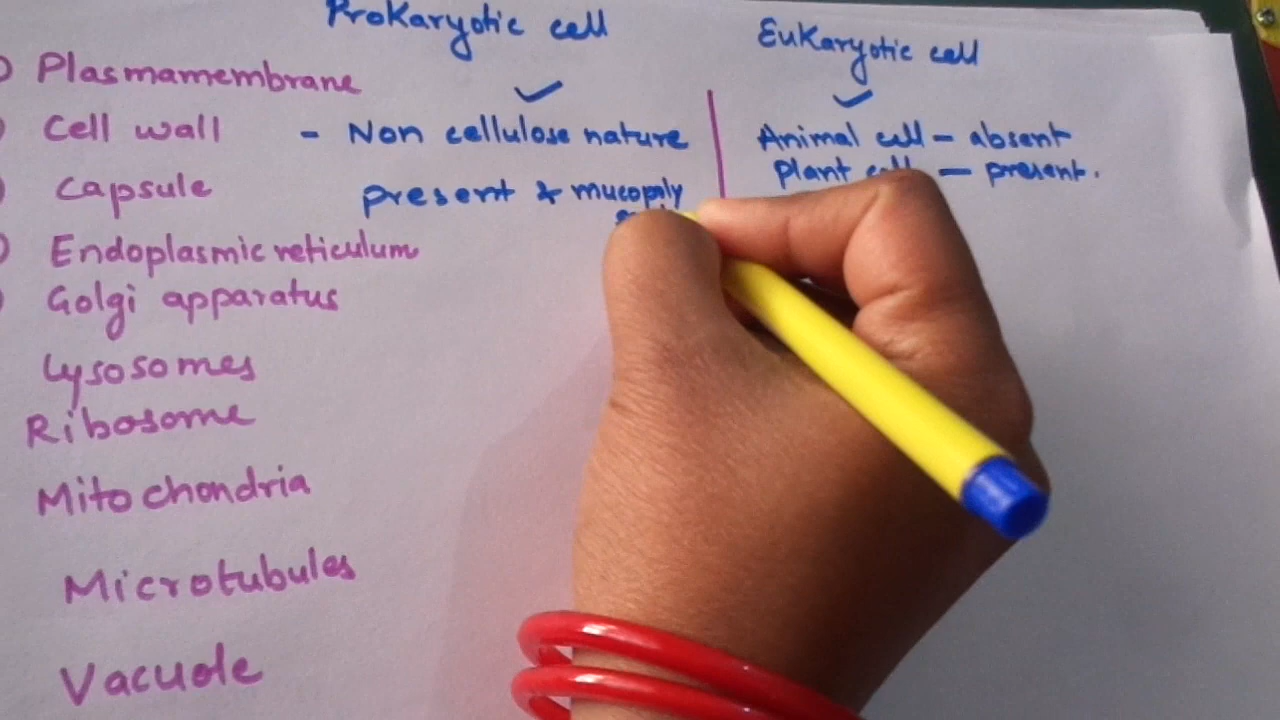 Prokaryotic cell Eukaryotic cell
Plasmamembrane
Cell wall - Non cellulose nature Animal cell - absent
Plant cell - present.
Capsule present & mucopoly
Endoplasmic reticulum
Golgi apparatus
Lysosomes
Ribosome
Mitochondria
Microtubules
Vacuole